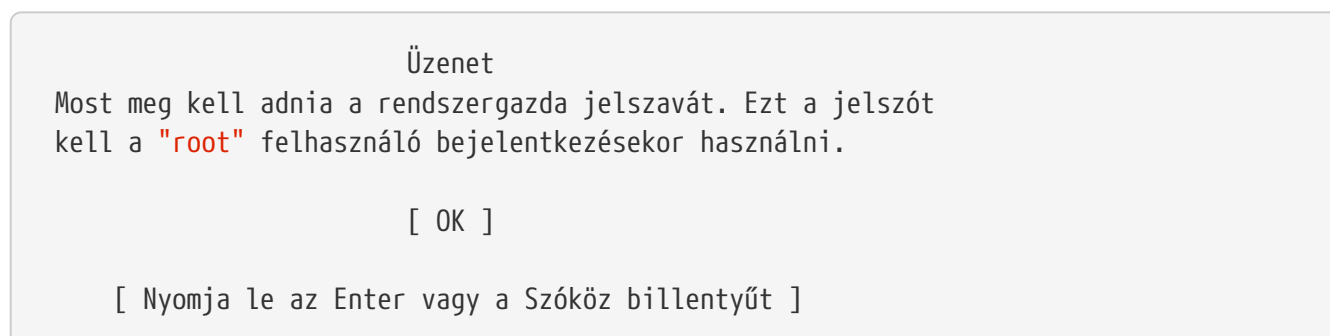 Üzenet
Most meg kell adnia a rendszergazda jelszavát. Ezt a jelszót
kell a "root" felhasználó bejelentkezésekor használni.
[ OK ]
[ Nyomja le az Enter vagy a Szóköz billentyűt ]